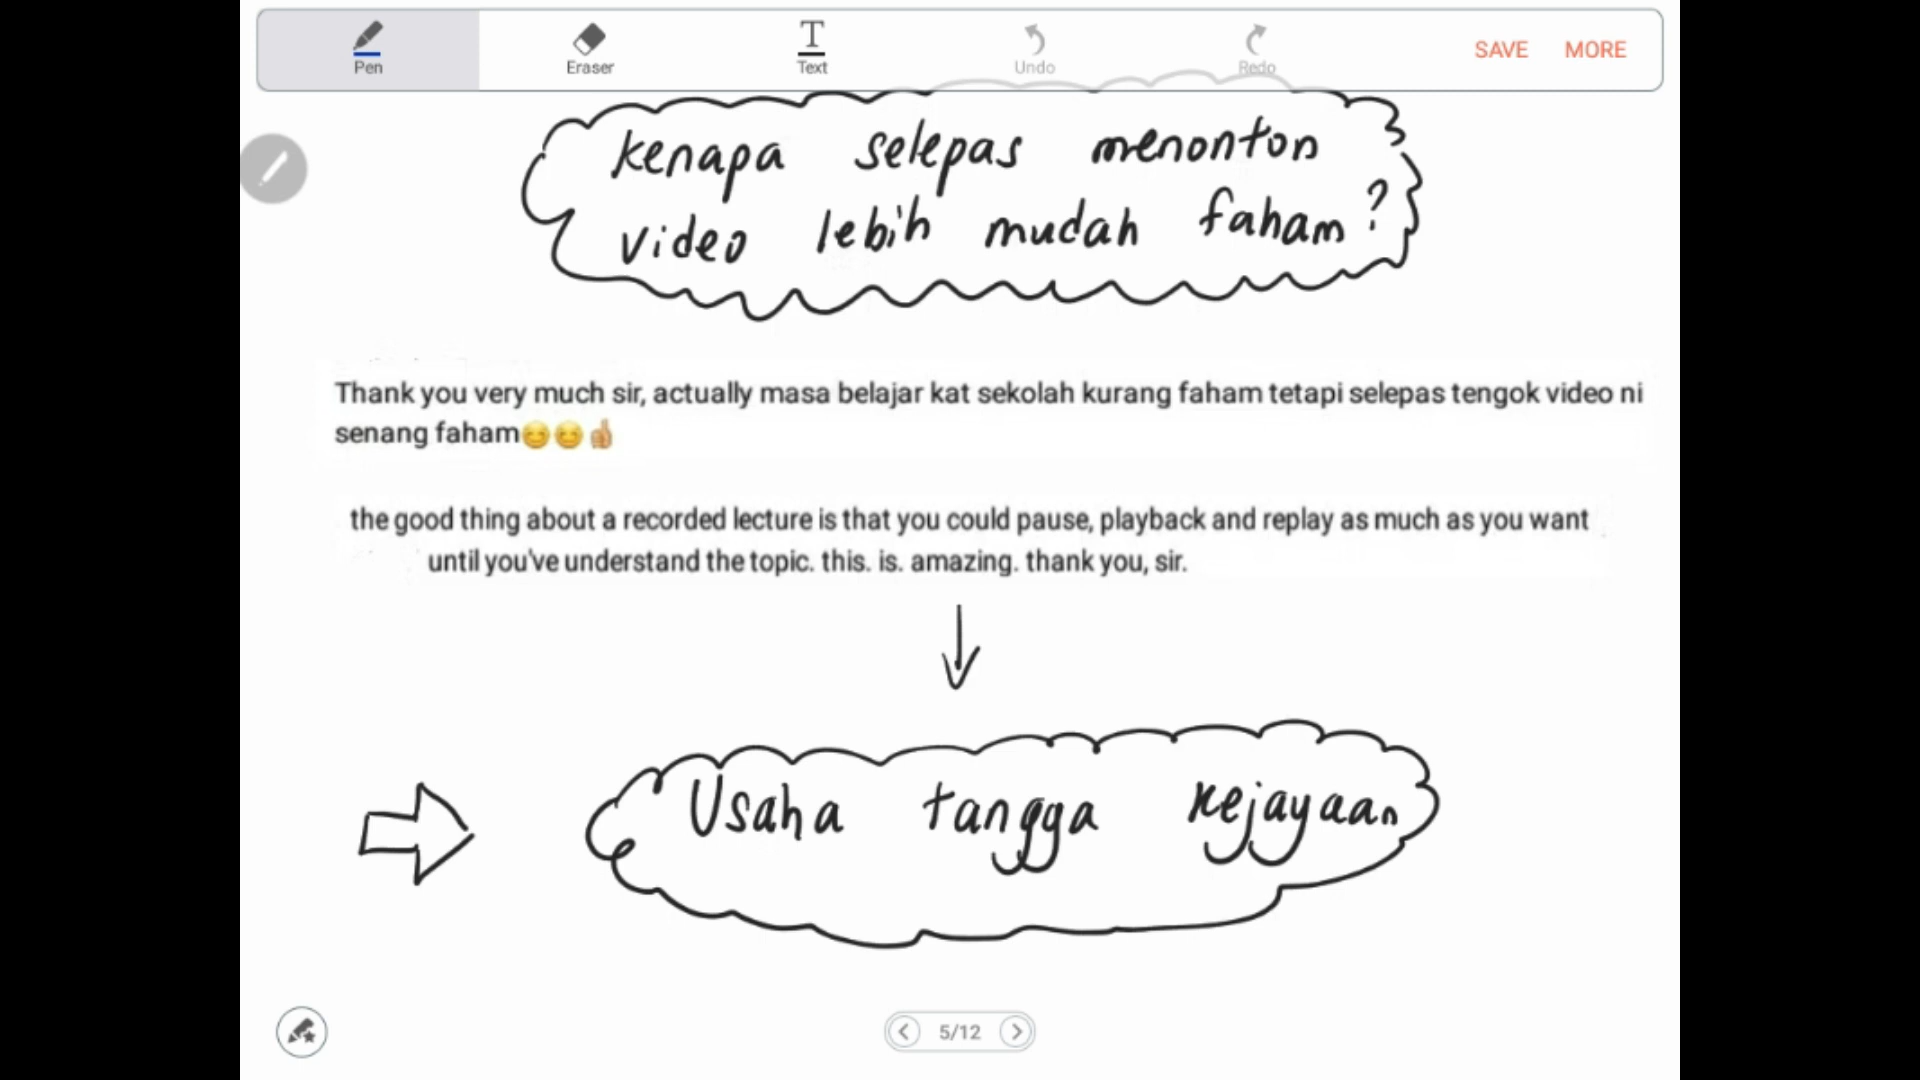 Pen
Eraser
Text
Undo
Redo
SAVE
MORE
kenapa selepas menonton
video lebih mudah faham?
Thank you very much sir, actually masa belajar kat sekolah kurang faham tetapi selepas tengok video ni
senang faham😊😊👍
the good thing about a recorded lecture is that you could pause, playback and replay as much as you want
until you've understand the topic. this. is. amazing. thank you, sir.
Usaha tangga kejayaan
5/12